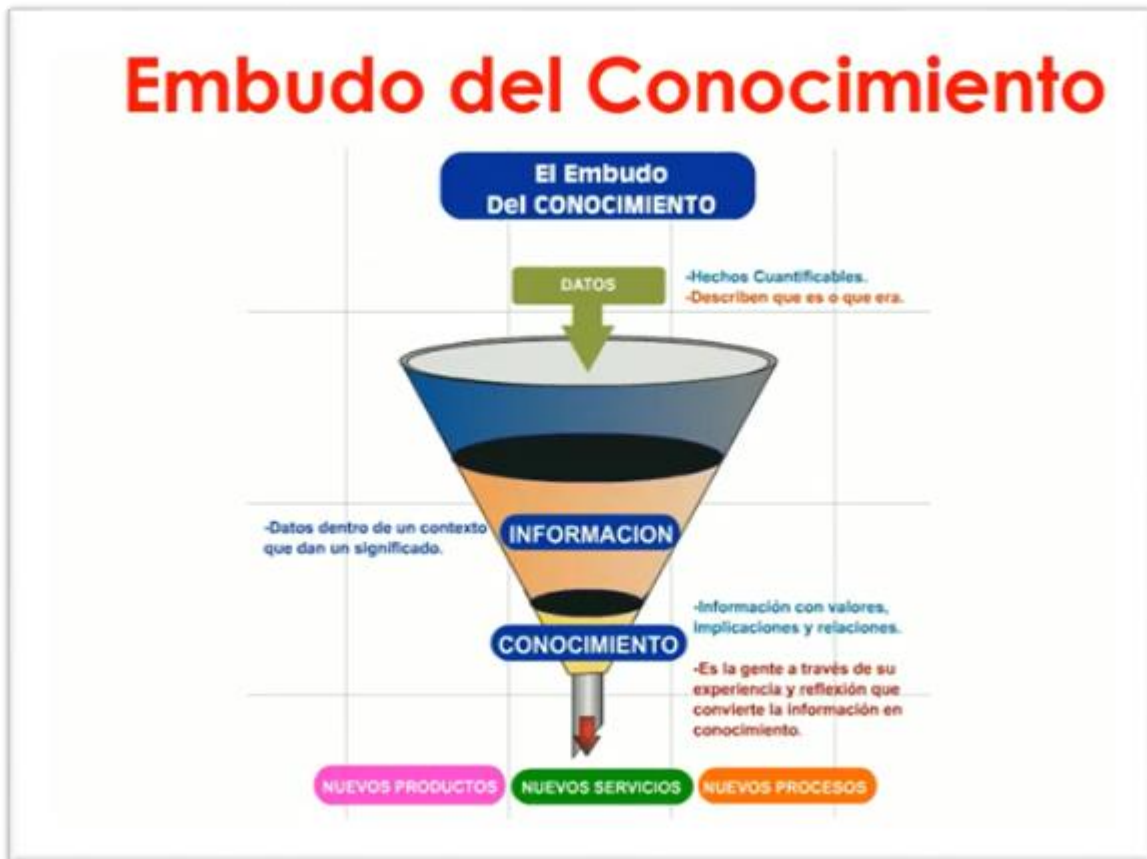 Embudo del Conocimiento
El Embudo
Del CONOCIMIENTO
DATOS
-Hechos Cuantificables.
-Describen que es o que era.
-Datos dentro de un contexto
que dan un significado.
INFORMACION
-Información con valores,
implicaciones y relaciones.
CONOCIMIENTO
-Es la gente a través de su
experiencia y reflexión que
convierte la información en
conocimiento.
NUEVOS PRODUCTOS
NUEVOS SERVICIOS
NUEVOS PROCESOS